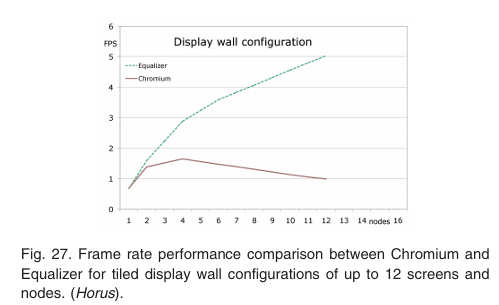 6
FPS
Display wall configuration
5
Equalizer
Chromium
4
3
2
1
0
1 2 3 4 5 6 7 8 9 10 11 12 13 14 nodes 16
Fig. 27. Frame rate performance comparison between Chromium and
Equalizer for tiled display wall configurations of up to 12 screens and
nodes. (Horus).